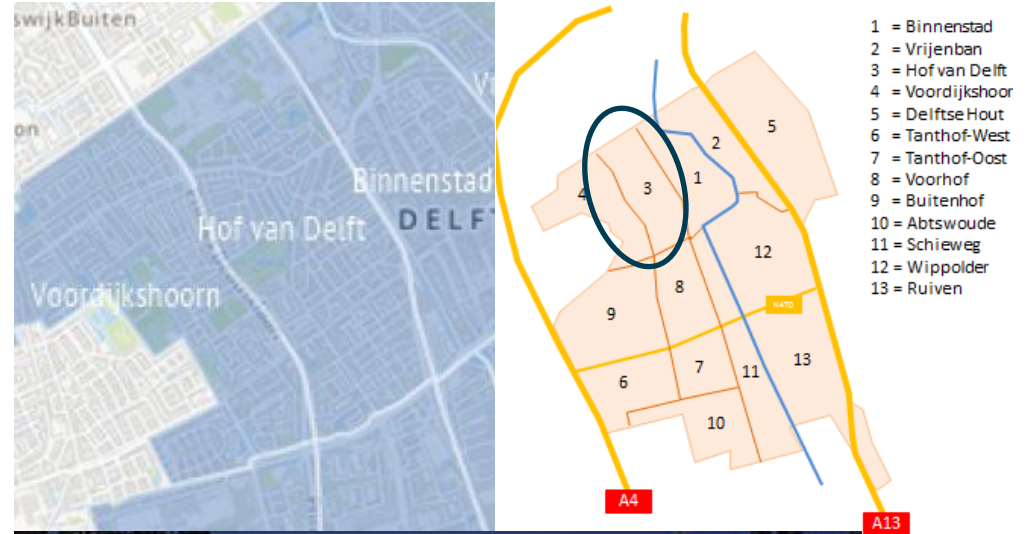 swijkBuiten
on
V
Binnenstad
Hof van Delft
DELFT
Voordijkshoorn
1 = Binnenstad
2 = Vrijenban
3 = Hof van Delft
4 = Voordijkshoor
5 = Delftse Hout
6 = Tanthof-West
7 = Tanthof-Oost
8 = Voorhof
9 = Buitenhof
10 = Abtswoude
11 = Schieweg
12 = Wippolder
13 = Ruiven
5
2
1
3
4
12
8
N470
9
13
7
11
6
10
A4
A13